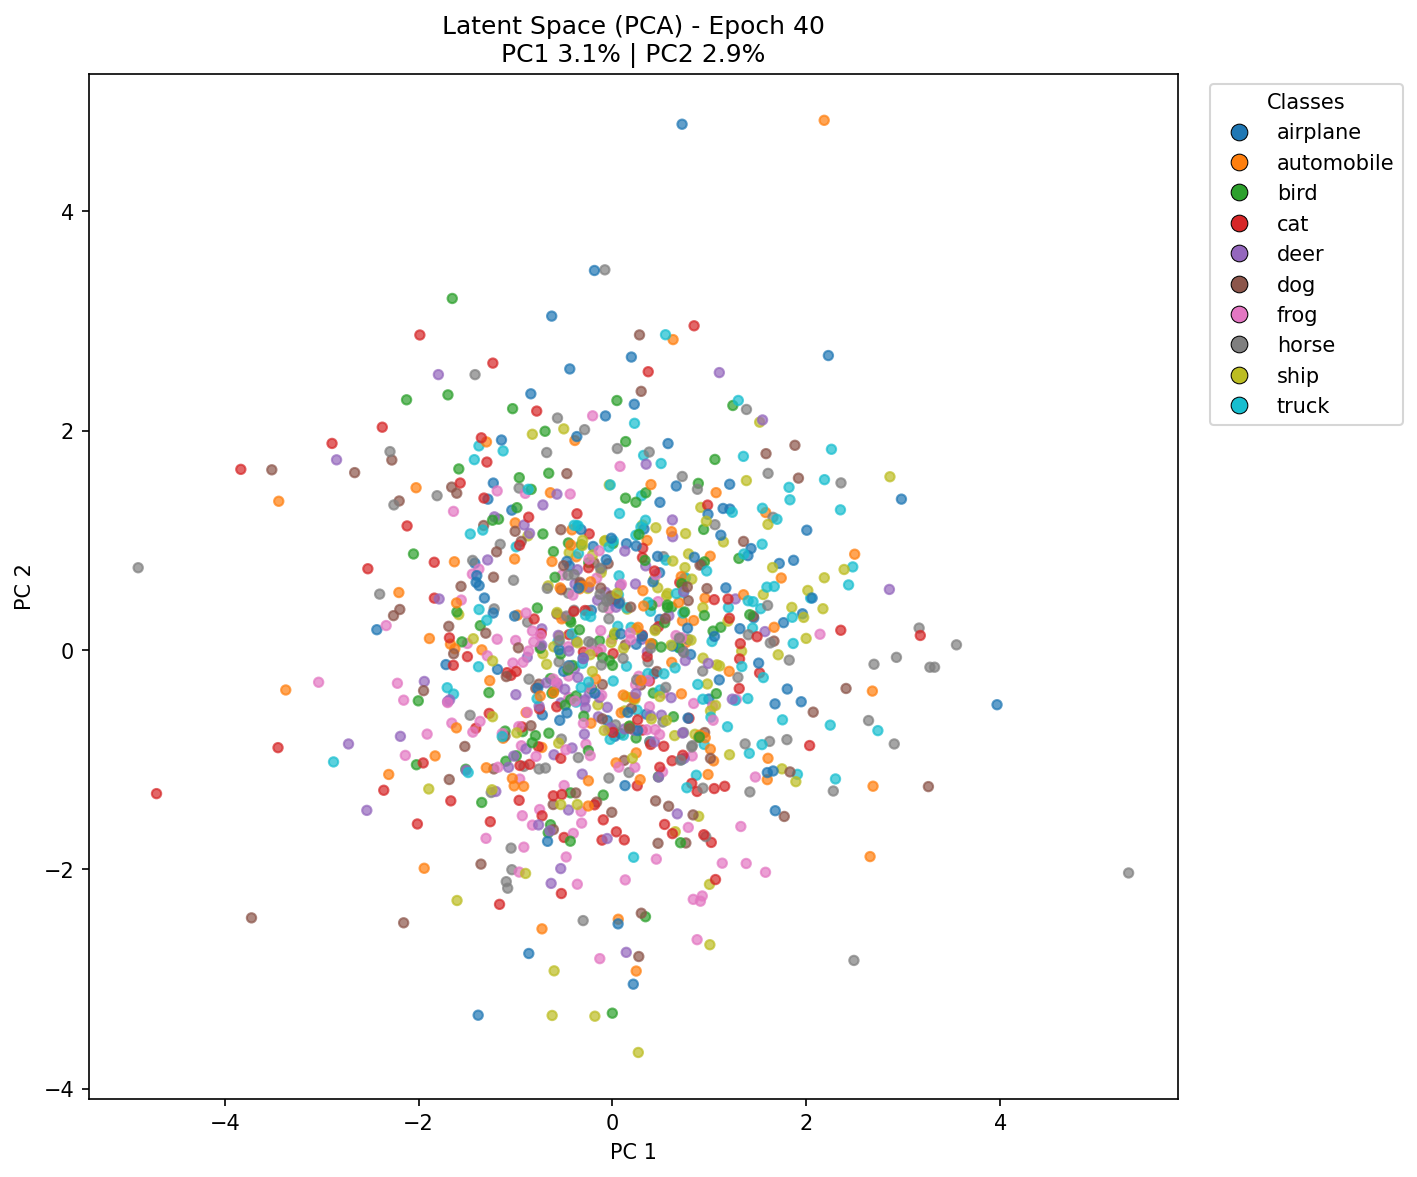 Latent Space (PCA) - Epoch 40
PC1 3.1% | PC2 2.9%
Classes
airplane
automobile
bird
cat
deer
dog
frog
horse
ship
truck
4
2
0
−2
−4
PC 2
−4
−2
0
2
4
PC 1